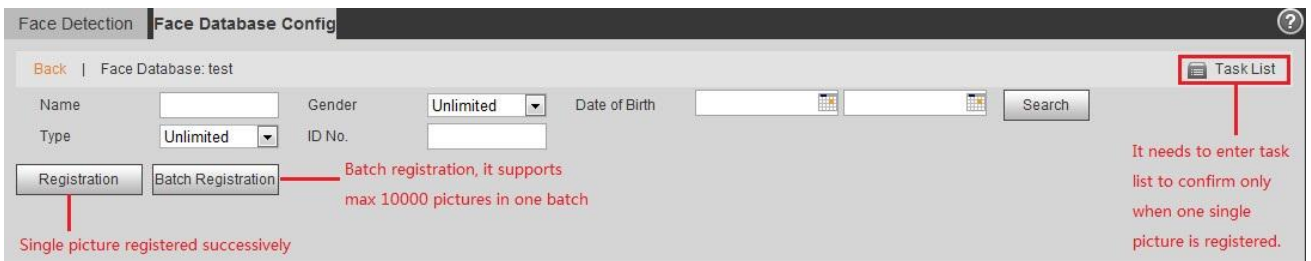 Face Detection Face Database Config ?
Back | Face Database: test Task List
Name Gender Unlimited Date of Birth Search
Type Unlimited ID No.
Registration Batch Registration
Batch registration, it supports
max 10000 pictures in one batch
Single picture registered successively
It needs to enter task
list to confirm only
when one single
picture is registered.